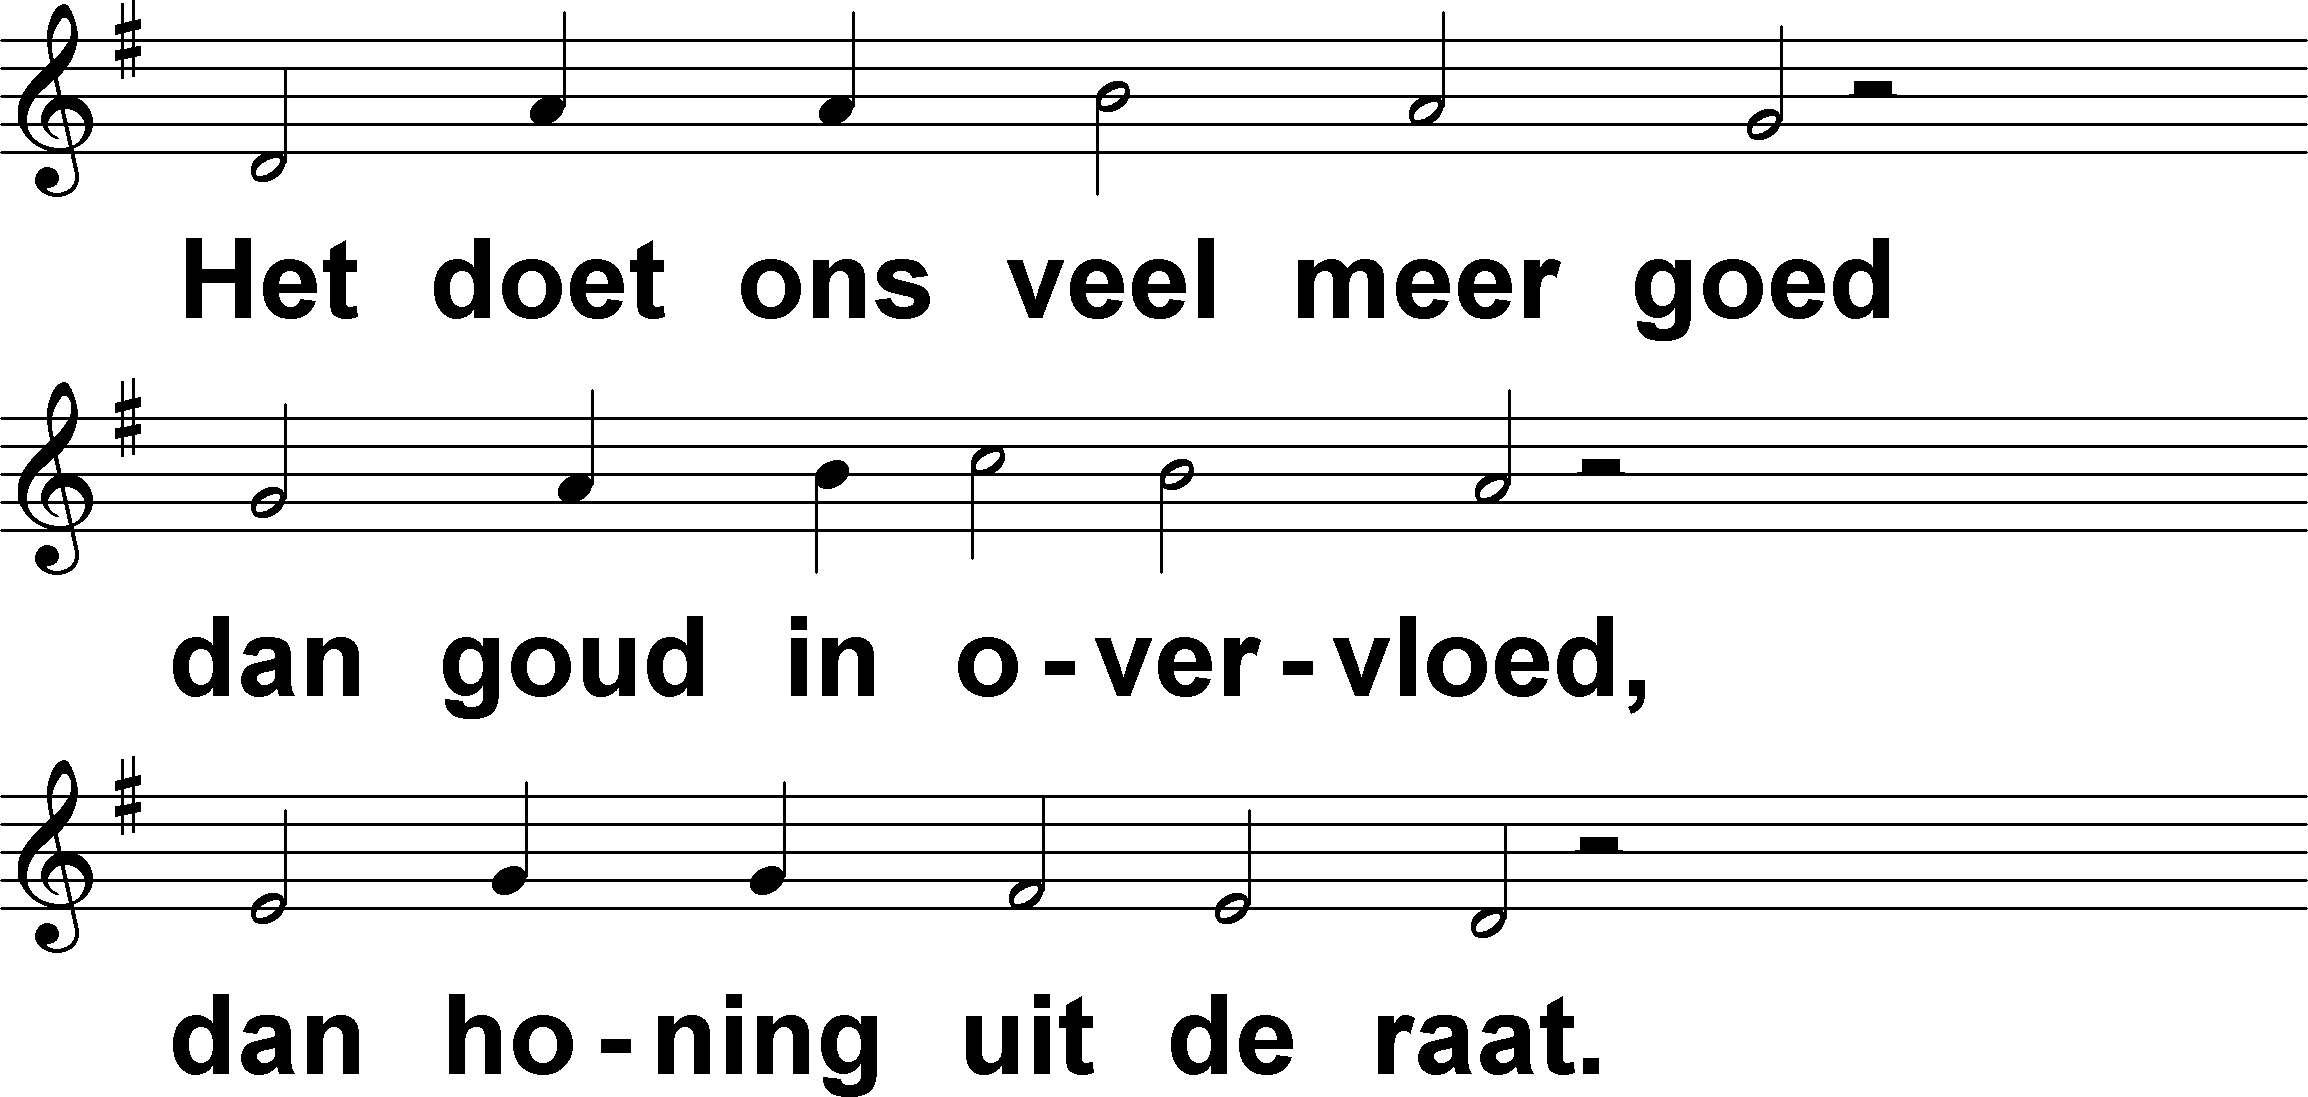 Het doet ons veel meer goed
dan goud in o-ver-vloed,
dan ho-ning uit de raat.